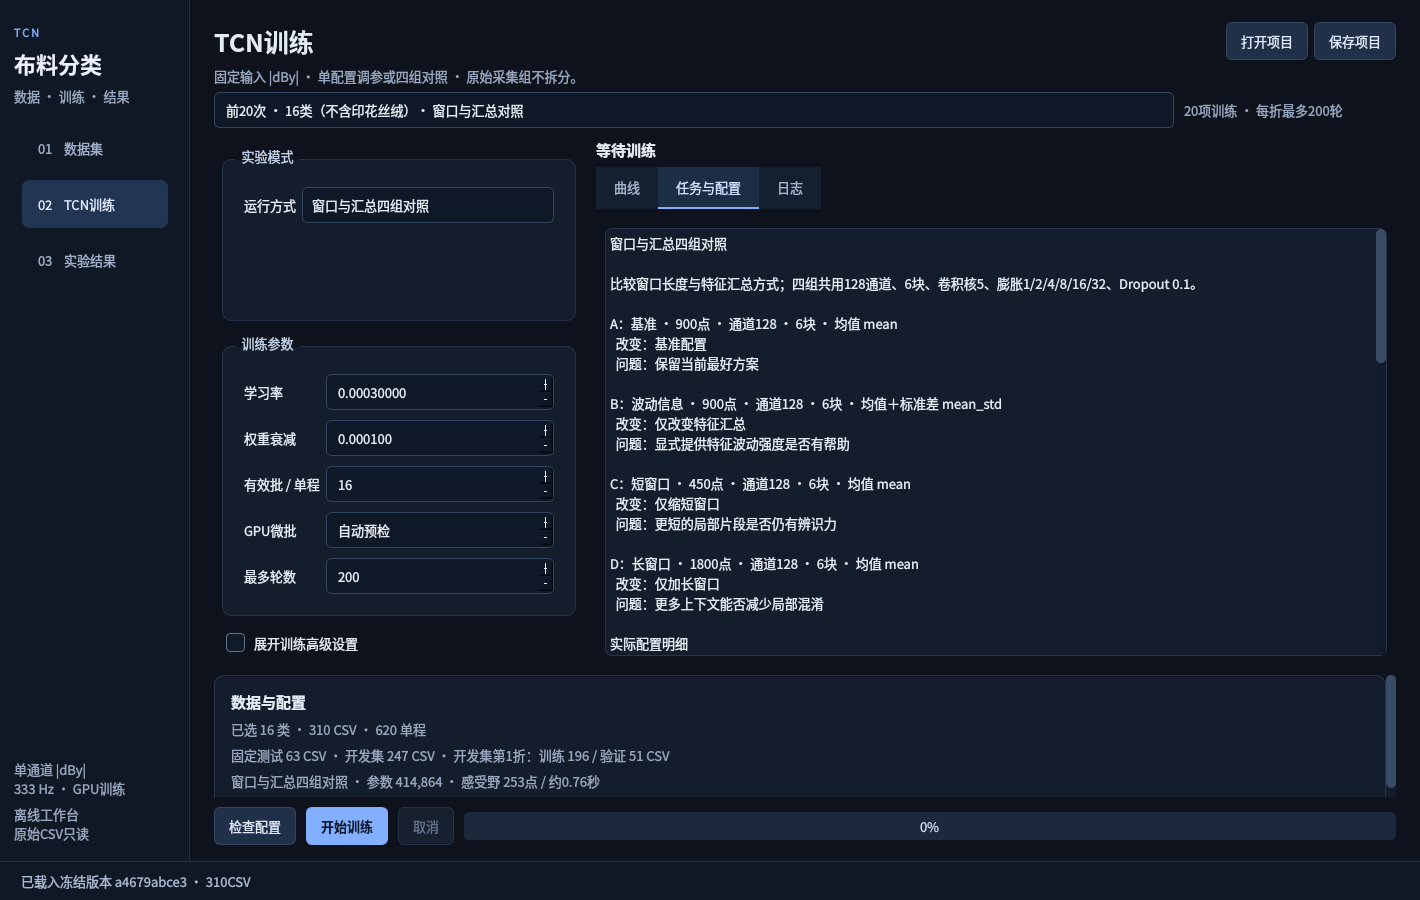 TCN
布料分类
数据 · 训练 · 结果
01 数据集
02 TCN训练
03 实验结果
单通道 |dBy|
333 Hz · GPU训练
离线工作台
原始CSV只读
TCN训练
固定输入 |dBy| · 单配置调参或四组对照 · 原始采集组不拆分。
打开项目
保存项目
前20次 · 16类（不含印花丝绒） · 窗口与汇总对照
20项训练 · 每折最多200轮
实验模式
运行方式 窗口与汇总四组对照
训练参数
学习率 0.00030000
权重衰减 0.000100
有效批 / 单程 16
GPU微批 自动预检
最多轮数 200
展开训练高级设置
等待训练
曲线 任务与配置 日志
窗口与汇总四组对照
比较窗口长度与特征汇总方式；四组共用128通道、6块、卷积核5、膨胀1/2/4/8/16/32、Dropout 0.1。
A：基准 · 900点 · 通道128 · 6块 · 均值 mean
改变：基准配置
问题：保留当前最好方案
B：波动信息 · 900点 · 通道128 · 6块 · 均值＋标准差 mean_std
改变：仅改变特征汇总
问题：显式提供特征波动强度是否有帮助
C：短窗口 · 450点 · 通道128 · 6块 · 均值 mean
改变：仅缩短窗口
问题：更短的局部片段是否仍有辨识力
D：长窗口 · 1800点 · 通道128 · 6块 · 均值 mean
改变：仅加长窗口
问题：更多上下文能否减少局部混淆
实际配置明细
数据与配置
已选 16 类 · 310 CSV · 620 单程
固定测试 63 CSV · 开发集 247 CSV · 开发集第1折：训练 196 / 验证 51 CSV
窗口与汇总四组对照 · 参数 414,864 · 感受野 253点 / 约0.76秒
检查配置 开始训练 取消 0%
已载入冻结版本 a4679abce3 · 310CSV